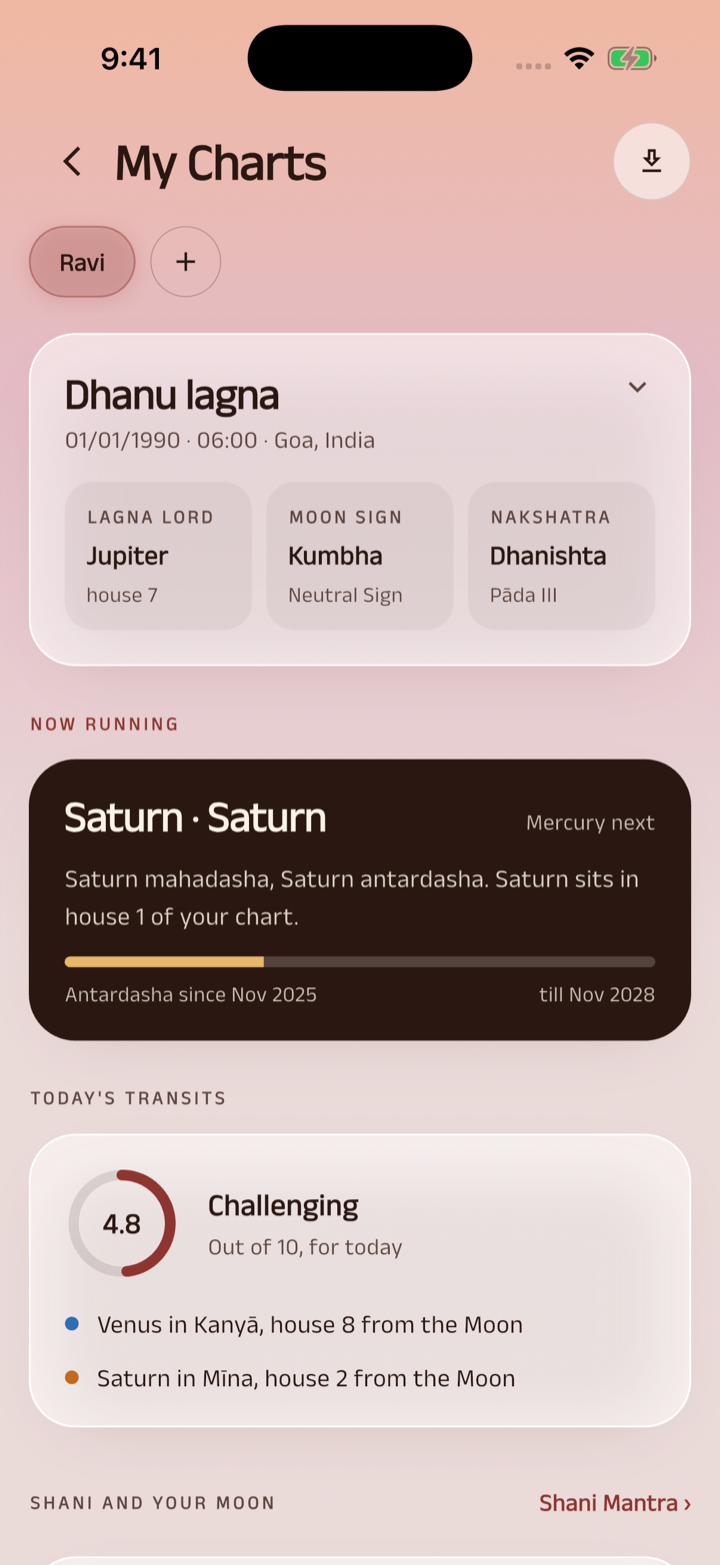 9:41
My Charts
Ravi
+
Dhanu lagna
01/01/1990 · 06:00 · Goa, India
LAGNA LORD
Jupiter
house 7
MOON SIGN
Kumbha
Neutral Sign
NAKSHATRA
Dhanishta
Pāda III
NOW RUNNING
Saturn · Saturn
Mercury next
Saturn mahadasha, Saturn antardasha. Saturn sits in
house 1 of your chart.
Antardasha since Nov 2025
till Nov 2028
TODAY'S TRANSITS
4.8
Challenging
Out of 10, for today
Venus in Kanyā, house 8 from the Moon
Saturn in Mīna, house 2 from the Moon
SHANI AND YOUR MOON
Shani Mantra ›